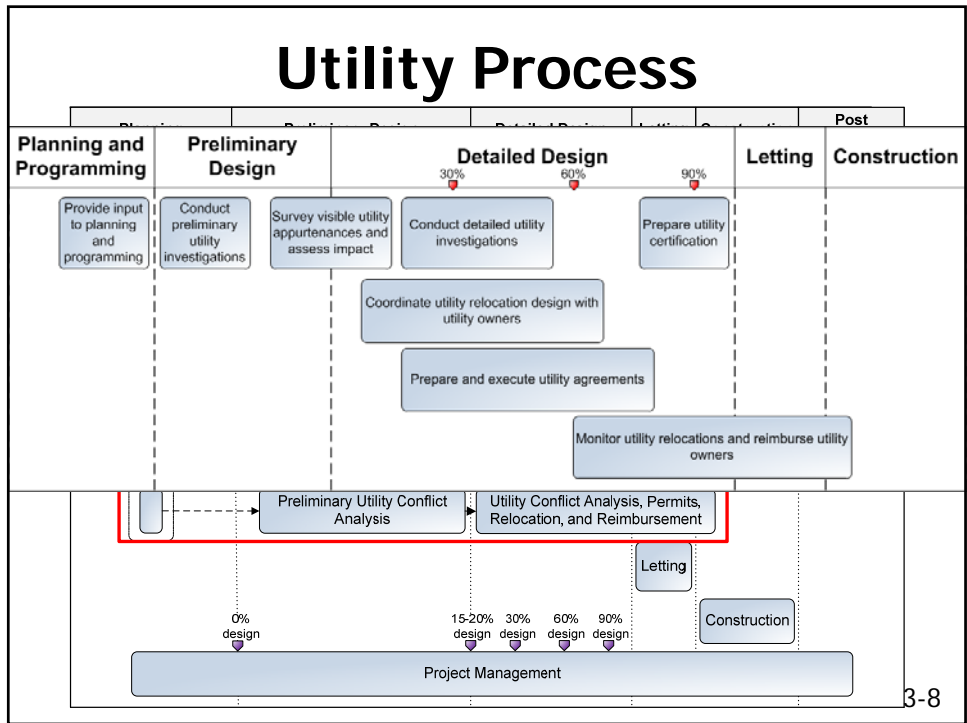 Utility Process
Post
Planning and
Programming
Preliminary
Design
Detailed Design
Letting
Construction
30%
60%
90%
Provide input
to planning
and
programming
Conduct
preliminary
utility
investigations
Survey visible utility
appurtenances and
assess impact
Conduct detailed utility
investigations
Prepare utility
certification
Coordinate utility relocation design with
utility owners
Prepare and execute utility agreements
Monitor utility relocations and reimburse utility
owners
Preliminary Utility Conflict
Analysis
Utility Conflict Analysis, Permits,
Relocation, and Reimbursement
Letting
Construction
0%
design
15-20%
design
30%
design
60%
design
90%
design
Project Management
3-8